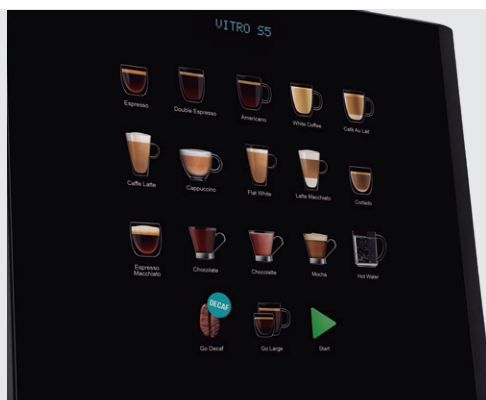 VITRO S5
Espresso
Double Espresso
Americano
White Coffee
Café Au Lait
Caffe Latte
Cappuccino
Flat White
Latte Macchiato
Cortado
Espresso
Macchiato
Chocolate
Chocolatte
Mocha
Hot Water
DECAF
Go Decaf
Go Large
Start